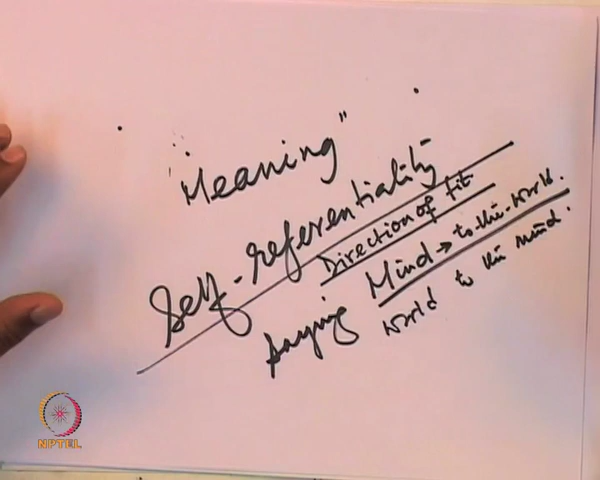 "Meaning"
Self-referentiality
Direction of fit
Saying Mind → to-the-world.
World to the mind.
NPTEL